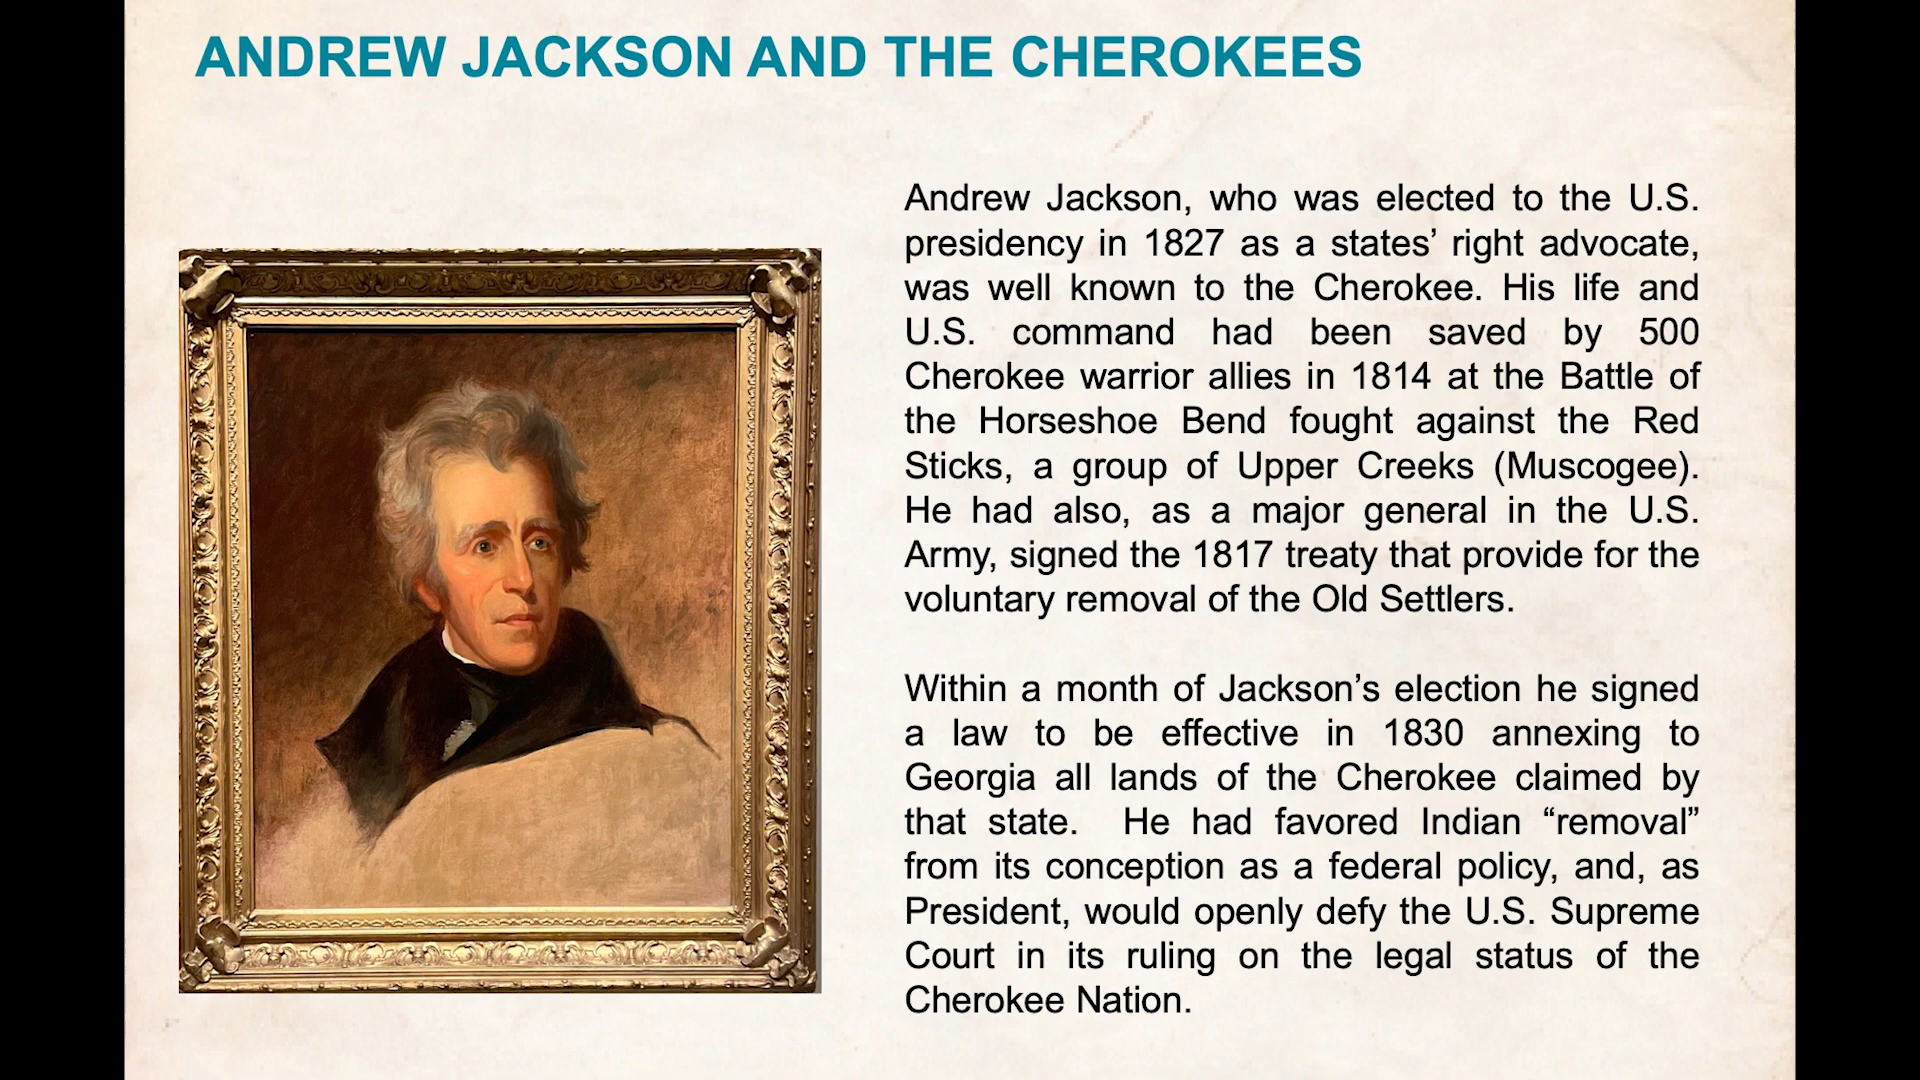 ANDREW JACKSON AND THE CHEROKEES
Andrew Jackson, who was elected to the U.S.
presidency in 1827 as a states’ right advocate,
was well known to the Cherokee. His life and
U.S. command had been saved by 500
Cherokee warrior allies in 1814 at the Battle of
the Horseshoe Bend fought against the Red
Sticks, a group of Upper Creeks (Muscogee).
He had also, as a major general in the U.S.
Army, signed the 1817 treaty that provide for the
voluntary removal of the Old Settlers.
Within a month of Jackson’s election he signed
a law to be effective in 1830 annexing to
Georgia all lands of the Cherokee claimed by
that state. He had favored Indian “removal”
from its conception as a federal policy, and, as
President, would openly defy the U.S. Supreme
Court in its ruling on the legal status of the
Cherokee Nation.